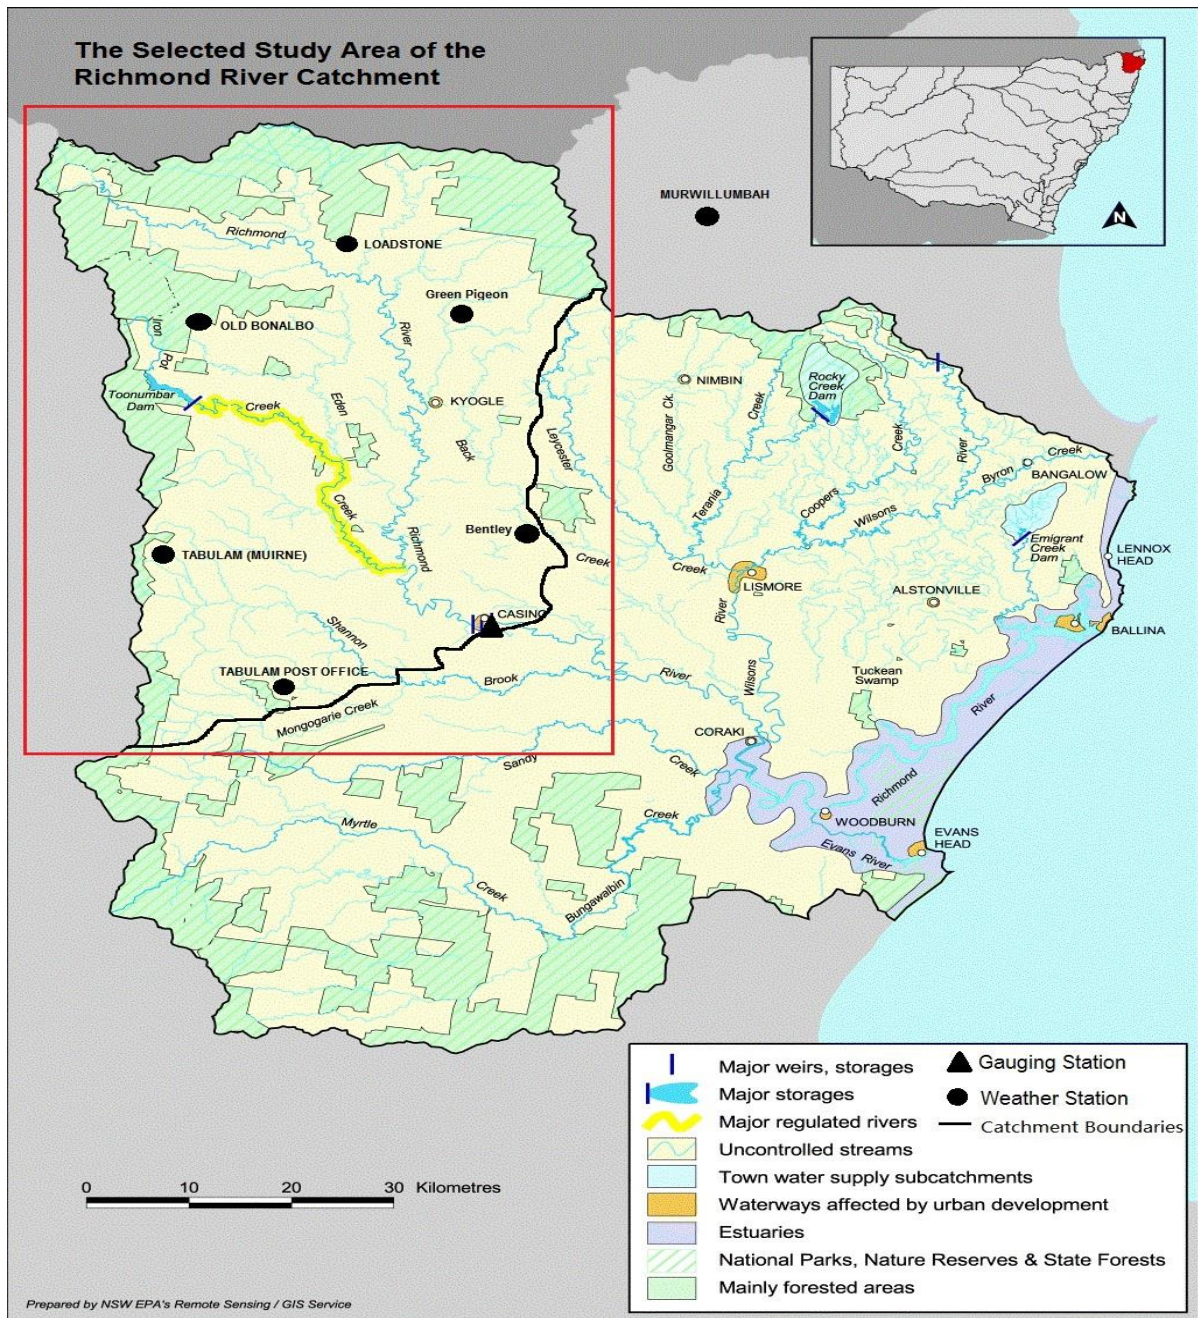 The Selected Study Area of the
Richmond River Catchment
N
MURWILLUMBAH
Richmond
LOADSTONE
Green Pigeon
OLD BONALBO
Iron
Pot
River
Toonumbar
Dam
Creek
Eden
KYOGLE
Back
Leycester
NIMBIN
Goolmangar Ck.
Creek
Rocky
Creek
Dam
Creek
River
Creek
Byron
BANGALOW
Terania
Coopers
Wilsons
Creek
Richmond
Bentley
TABULAM (MUIRNE)
Creek
Creek
LISMORE
Emigrant
Creek
Dam
LENNOX
HEAD
ALSTONVILLE
River
BALLINA
CASINO
Shannon
TABULAM POST OFFICE
Brook
River
Wilsons
Tuckean
Swamp
River
Mongogarie Creek
CORAKI
Sandy
Creek
Richmond
Creek
WOODBURN
Myrtle
Evans River
EVANS
HEAD
Creek
Bungawalbin
Major weirs, storages
Gauging Station
Major storages
Weather Station
Major regulated rivers
Catchment Boundaries
Uncontrolled streams
Town water supply subcatchments
Waterways affected by urban development
Estuaries
National Parks, Nature Reserves & State Forests
Mainly forested areas
0 10 20 30 Kilometres
Prepared by NSW EPA's Remote Sensing / GIS Service